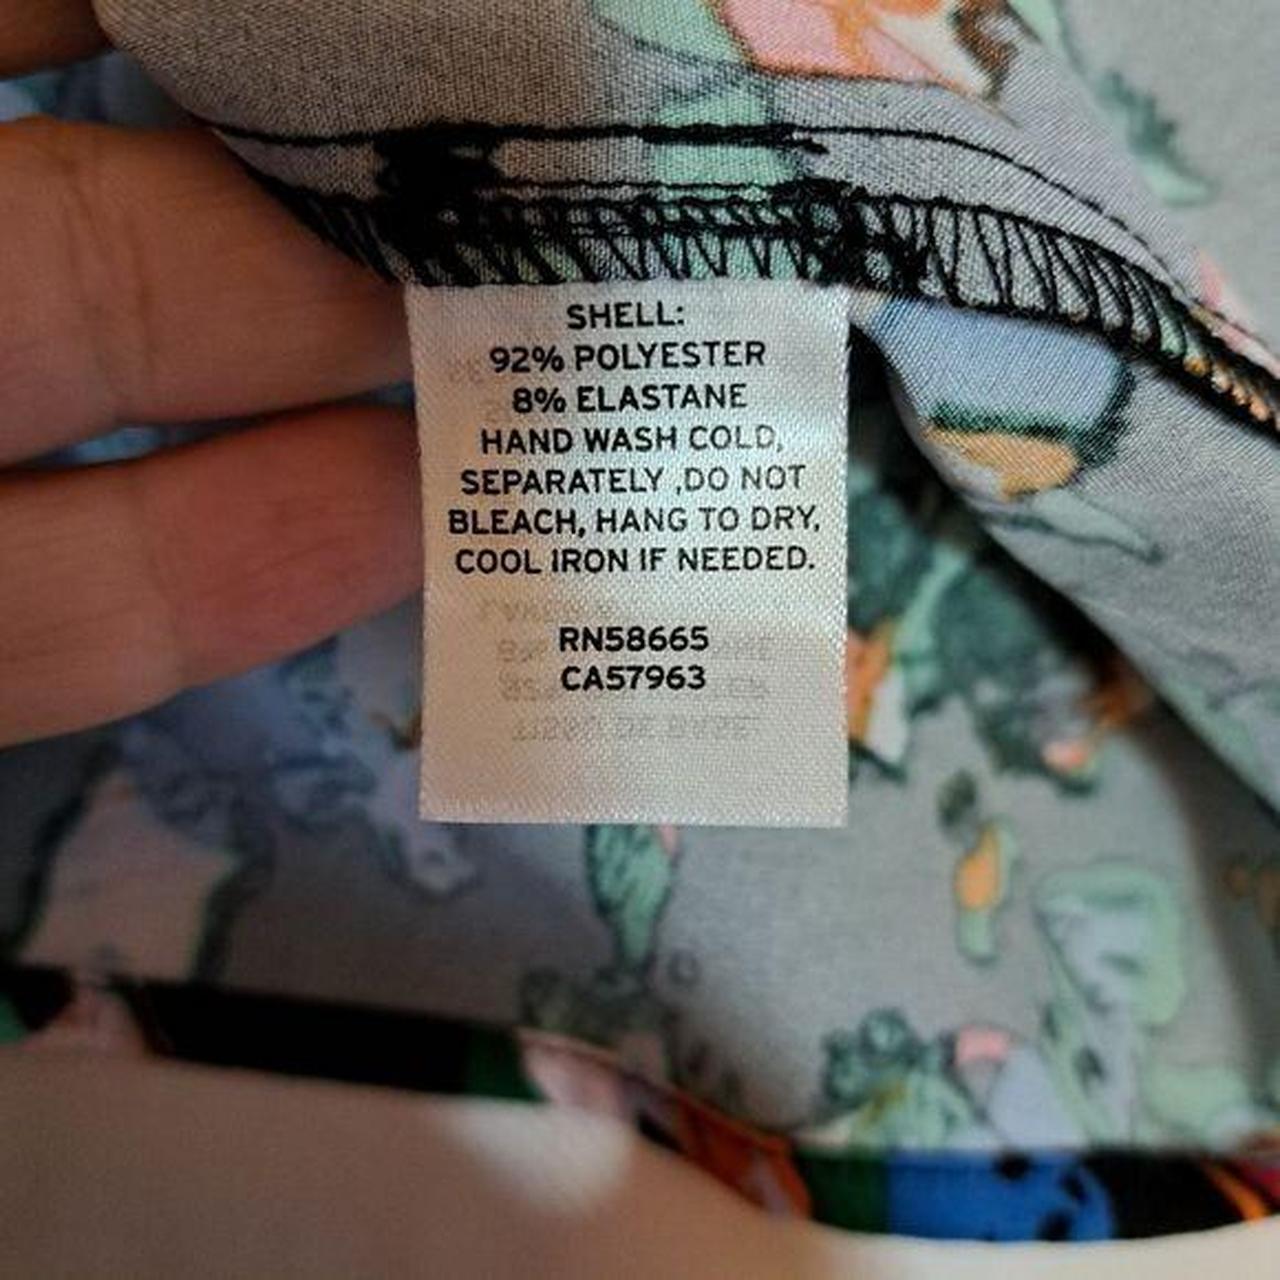 SHELL:
92% POLYESTER
8% ELASTANE
HAND WASH COLD,
SEPARATELY ,DO NOT
BLEACH, HANG TO DRY.
COOL IRON IF NEEDED.
RN58665
CA57963